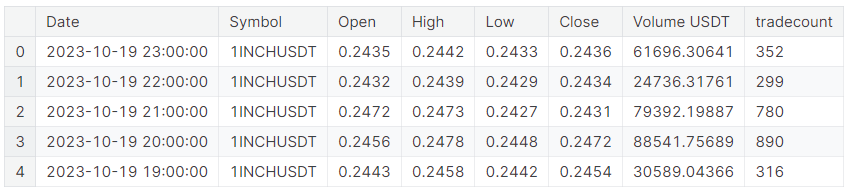 Date Symbol Open High Low Close Volume USDT tradecount
0 2023-10-19 23:00:00 1INCHUSDT 0.2435 0.2442 0.2433 0.2436 61696.30641 352
1 2023-10-19 22:00:00 1INCHUSDT 0.2432 0.2439 0.2429 0.2434 24736.31761 299
2 2023-10-19 21:00:00 1INCHUSDT 0.2472 0.2473 0.2427 0.2431 79392.19887 780
3 2023-10-19 20:00:00 1INCHUSDT 0.2456 0.2478 0.2448 0.2472 88541.75689 890
4 2023-10-19 19:00:00 1INCHUSDT 0.2443 0.2458 0.2442 0.2454 30589.04366 316